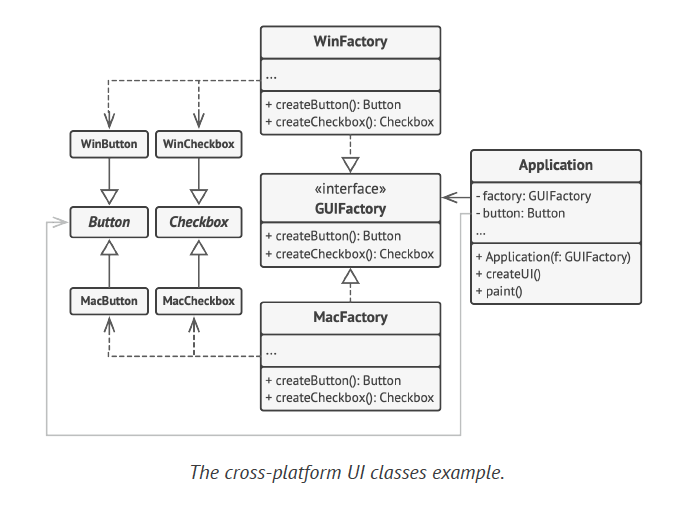 WinFactory
...
+ createButton(): Button
+ createCheckbox(): Checkbox
WinButton
WinCheckbox
Button
Checkbox
MacButton
MacCheckbox
«interface»
GUIFactory
+ createButton(): Button
+ createCheckbox(): Checkbox
Application
- factory: GUIFactory
- button: Button
...
+ Application(f: GUIFactory)
+ createUI()
+ paint()
MacFactory
...
+ createButton(): Button
+ createCheckbox(): Checkbox
The cross-platform UI classes example.